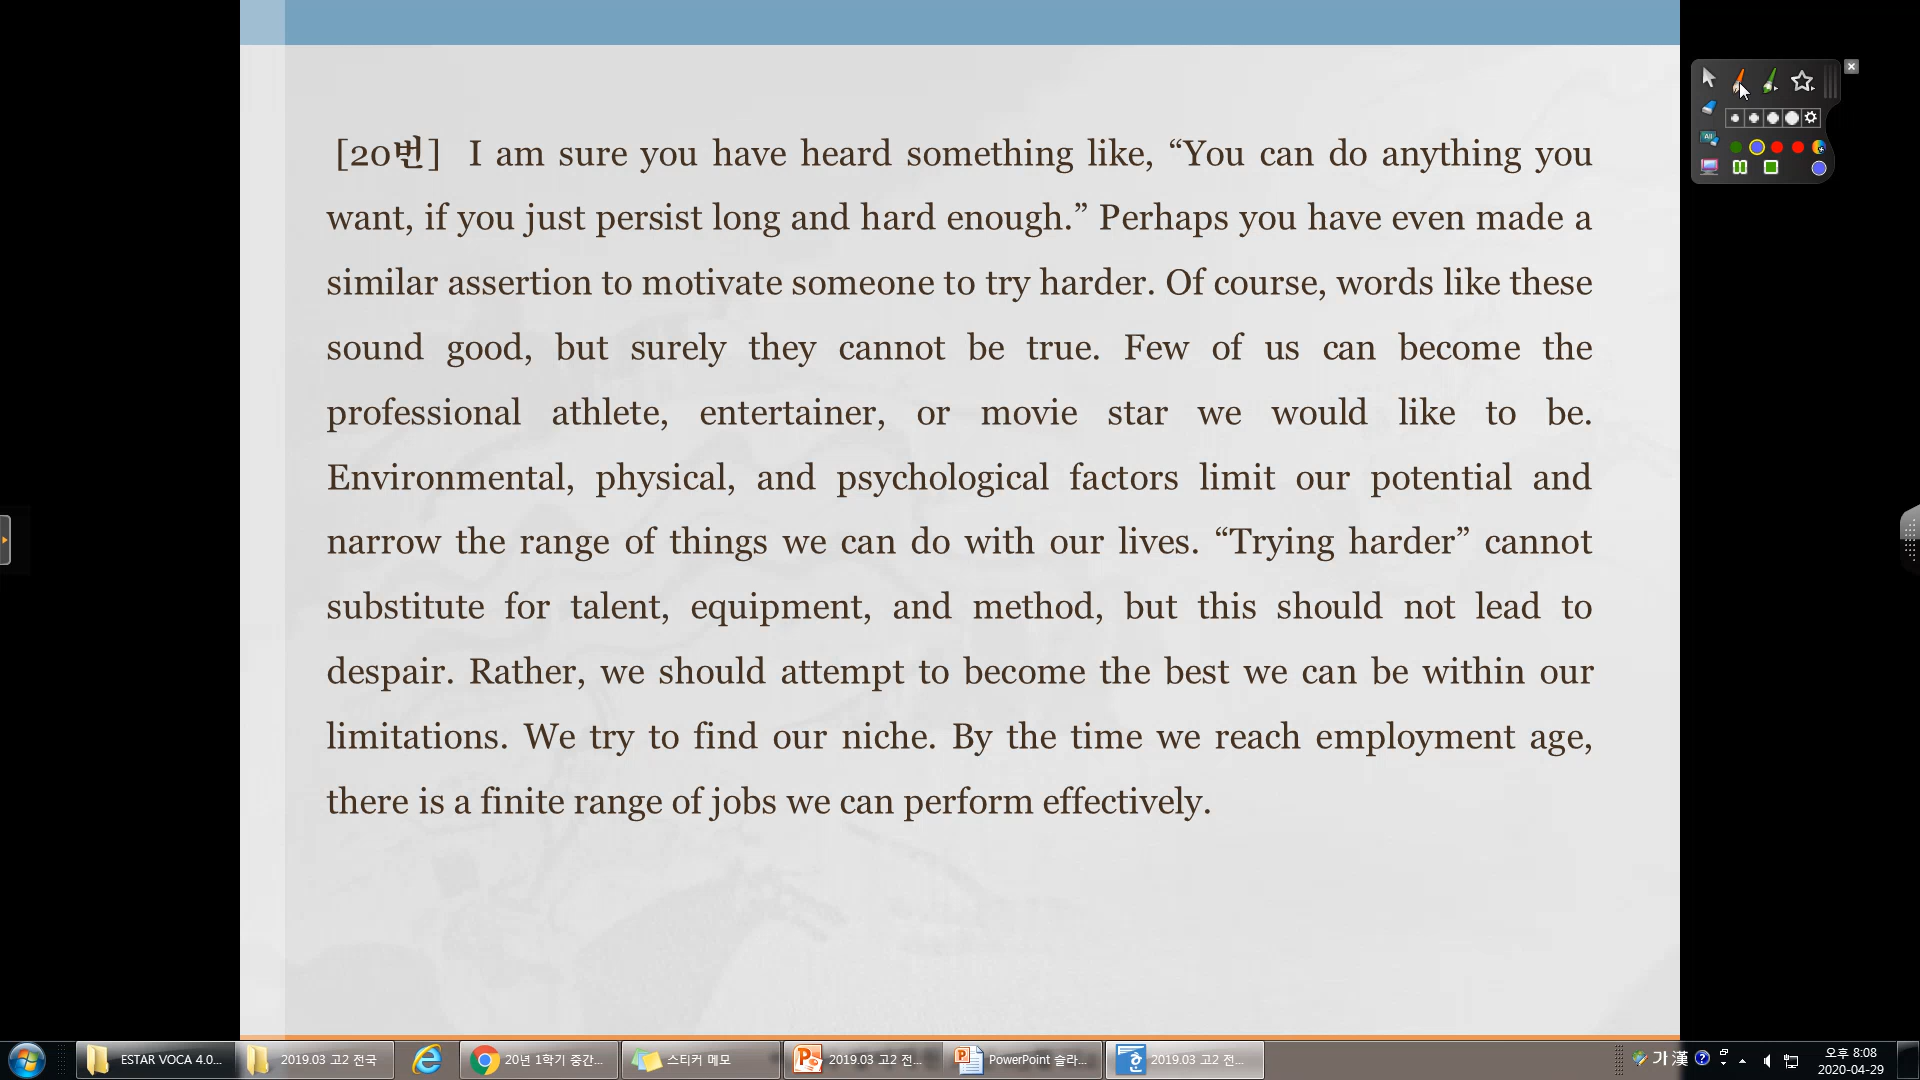 [20번] I am sure you have heard something like, “You can do anything you
want, if you just persist long and hard enough.” Perhaps you have even made a
similar assertion to motivate someone to try harder. Of course, words like these
sound good, but surely they cannot be true. Few of us can become the
professional athlete, entertainer, or movie star we would like to be.
Environmental, physical, and psychological factors limit our potential and
narrow the range of things we can do with our lives. “Trying harder” cannot
substitute for talent, equipment, and method, but this should not lead to
despair. Rather, we should attempt to become the best we can be within our
limitations. We try to find our niche. By the time we reach employment age,
there is a finite range of jobs we can perform effectively.
All
ESTAR VOCA 4.0... 2019.03 고2 전국 20년 1학기 중간... 스티커 메모 2019.03 고2 전... PowerPoint 슬라... 2019.03 고2 전... 가 漢 오후 8:08
2020-04-29